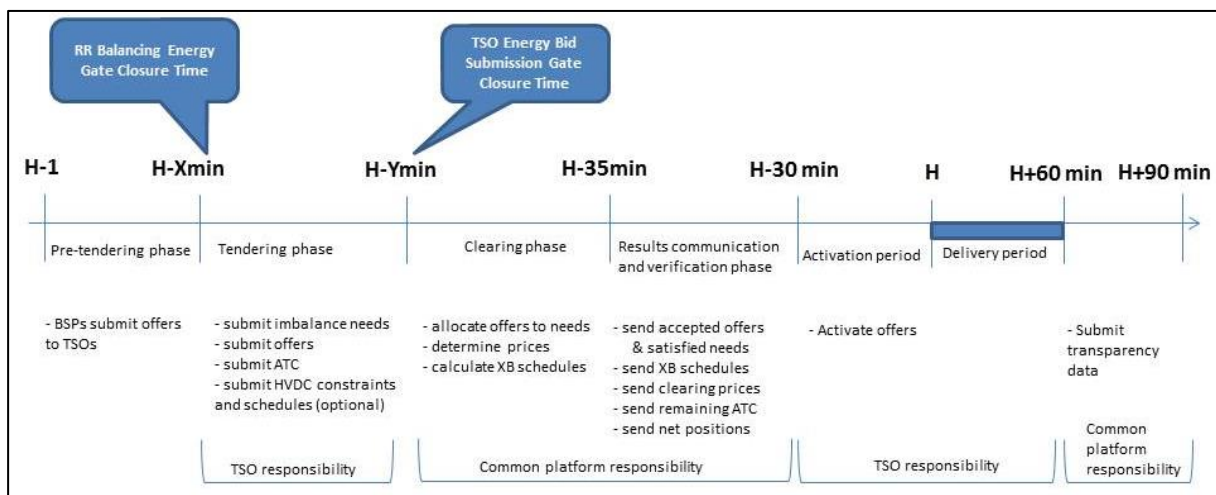 RR Balancing Energy
Gate Closure Time
TSO Energy Bid
Submission Gate
Closure Time
H-1
H-Xmin
H-Ymin
H-35min
H-30 min
H
H+60 min
H+90 min
Pre-tendering phase
Tendering phase
Clearing phase
Results communication
and verification phase
Activation period
Delivery period
- BSPs submit offers
to TSOs
- submit imbalance needs
- submit offers
- submit ATC
- submit HVDC constraints
and schedules (optional)
- allocate offers to needs
- determine prices
- calculate XB schedules
- send accepted offers
& satisfied needs
- send XB schedules
- send clearing prices
- send remaining ATC
- send net positions
- Activate offers
- Submit
transparency
data
TSO responsibility
Common platform responsibility
TSO responsibility
Common
platform
responsibility